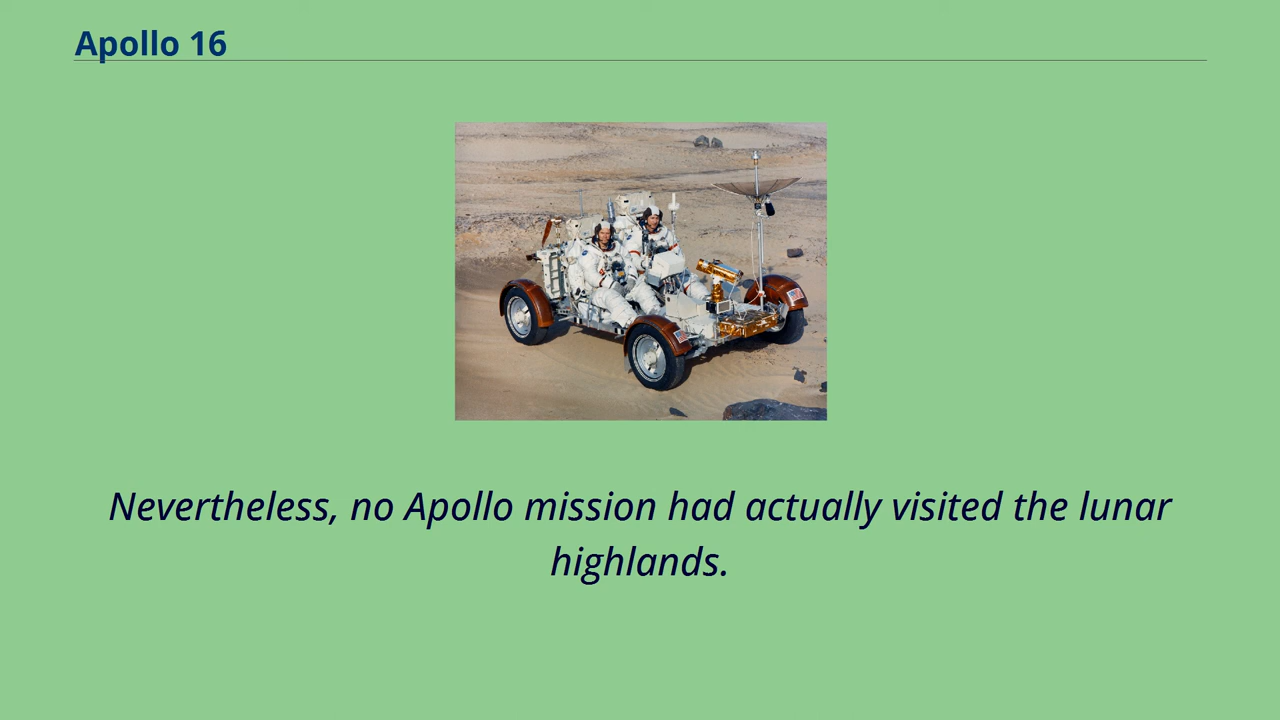 Apollo 16
Nevertheless, no Apollo mission had actually visited the lunar
highlands.